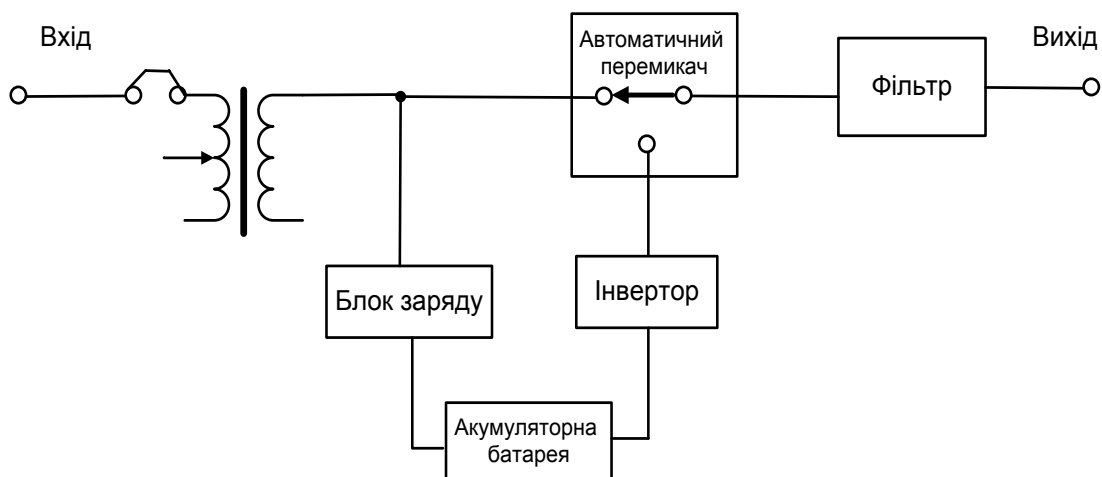 Вхід
Автоматичний
перемикач
Фільтр
Вихід
Блок заряду
Інвертор
Акумуляторна
батарея